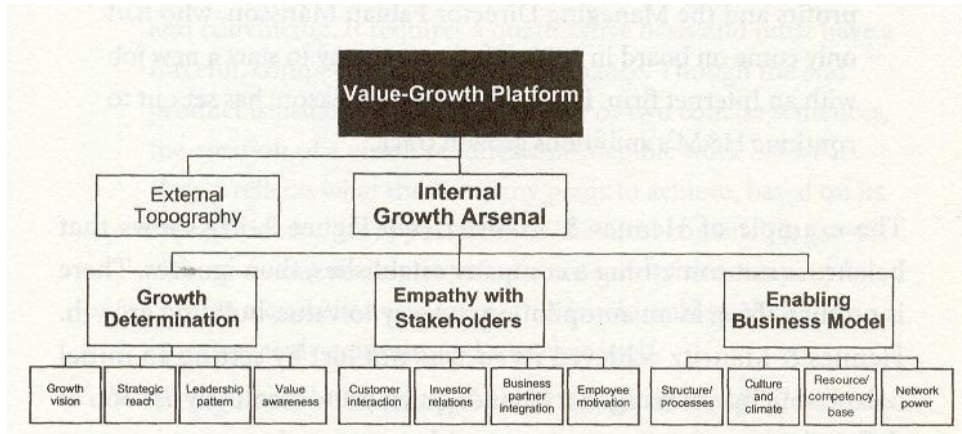 Value-Growth Platform
External
Topography
Internal
Growth Arsenal
Growth
Determination
Empathy with
Stakeholders
Enabling
Business Model
Growth
vision
Strategic
reach
Leadership
pattern
Value
awareness
Customer
interaction
Investor
relations
Business
partner
integration
Employee
motivation
Structure/
processes
Culture
and
climate
Resource/
competency
base
Network
power